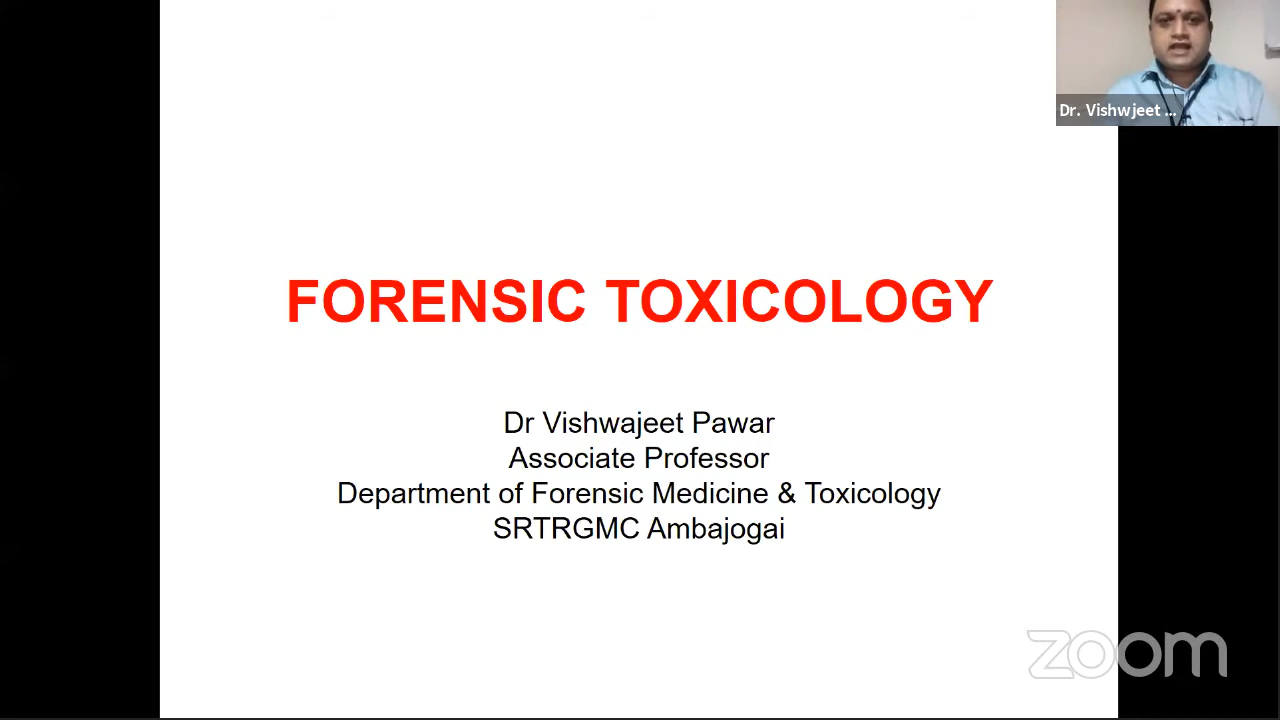 Dr. Vishwjeet ...
FORENSIC TOXICOLOGY
Dr Vishwajeet Pawar
Associate Professor
Department of Forensic Medicine & Toxicology
SRTRGMC Ambajogai
zoom